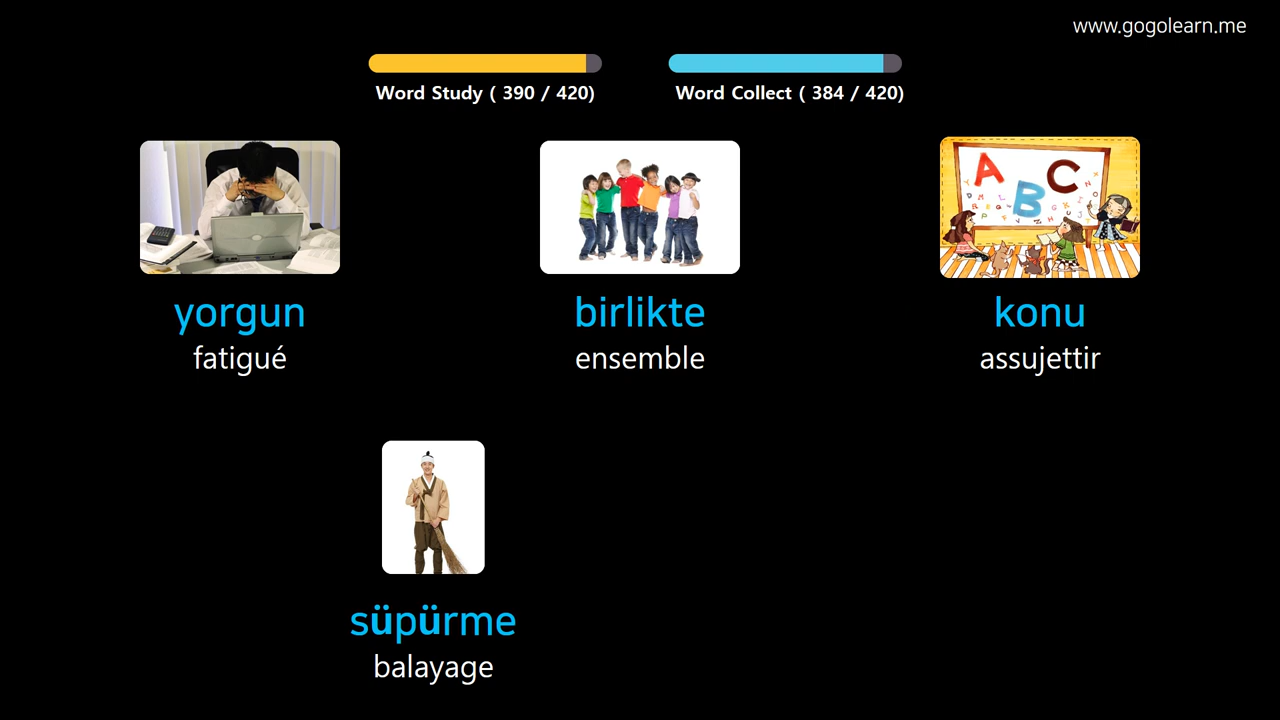 www.gogolearn.me
Word Study ( 390 / 420)
Word Collect ( 384 / 420)
A B C
yorgun
fatigué
birlikte
ensemble
konu
assujettir
süpürme
balayage